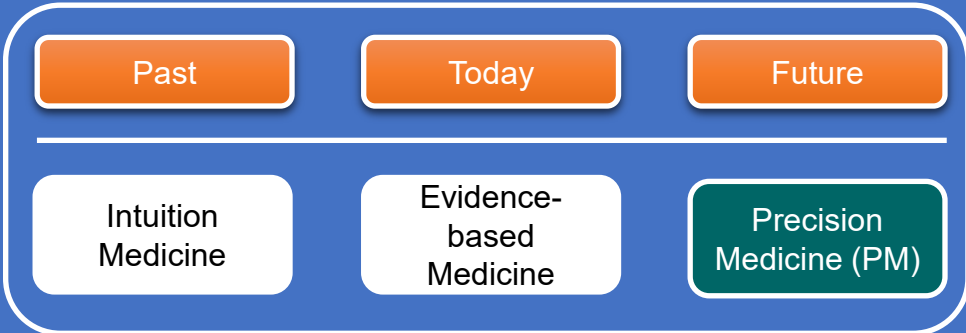 Past
Today
Future
Intuition
Medicine
Evidence-
based
Medicine
Precision
Medicine (PM)